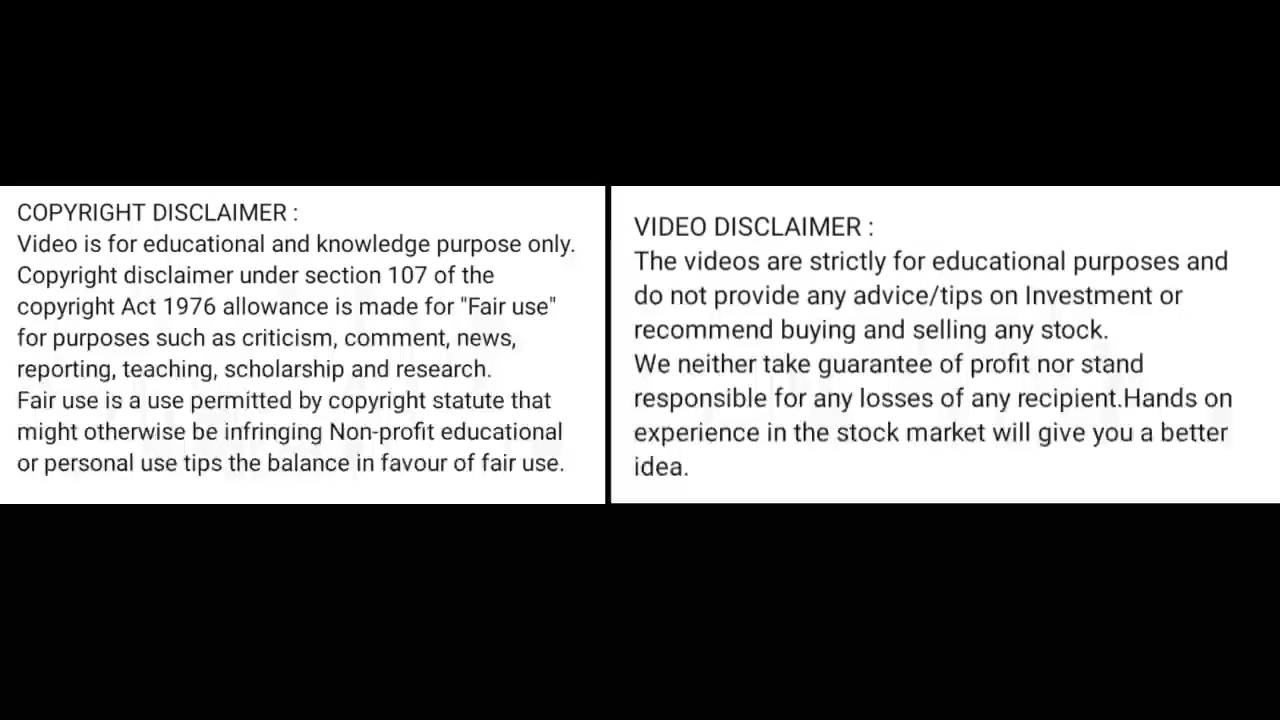 COPYRIGHT DISCLAIMER :
Video is for educational and knowledge purpose only.
Copyright disclaimer under section 107 of the
copyright Act 1976 allowance is made for "Fair use"
for purposes such as criticism, comment, news,
reporting, teaching, scholarship and research.
Fair use is a use permitted by copyright statute that
might otherwise be infringing Non-profit educational
or personal use tips the balance in favour of fair use.
VIDEO DISCLAIMER :
The videos are strictly for educational purposes and
do not provide any advice/tips on Investment or
recommend buying and selling any stock.
We neither take guarantee of profit nor stand
responsible for any losses of any recipient.Hands on
experience in the stock market will give you a better
idea.